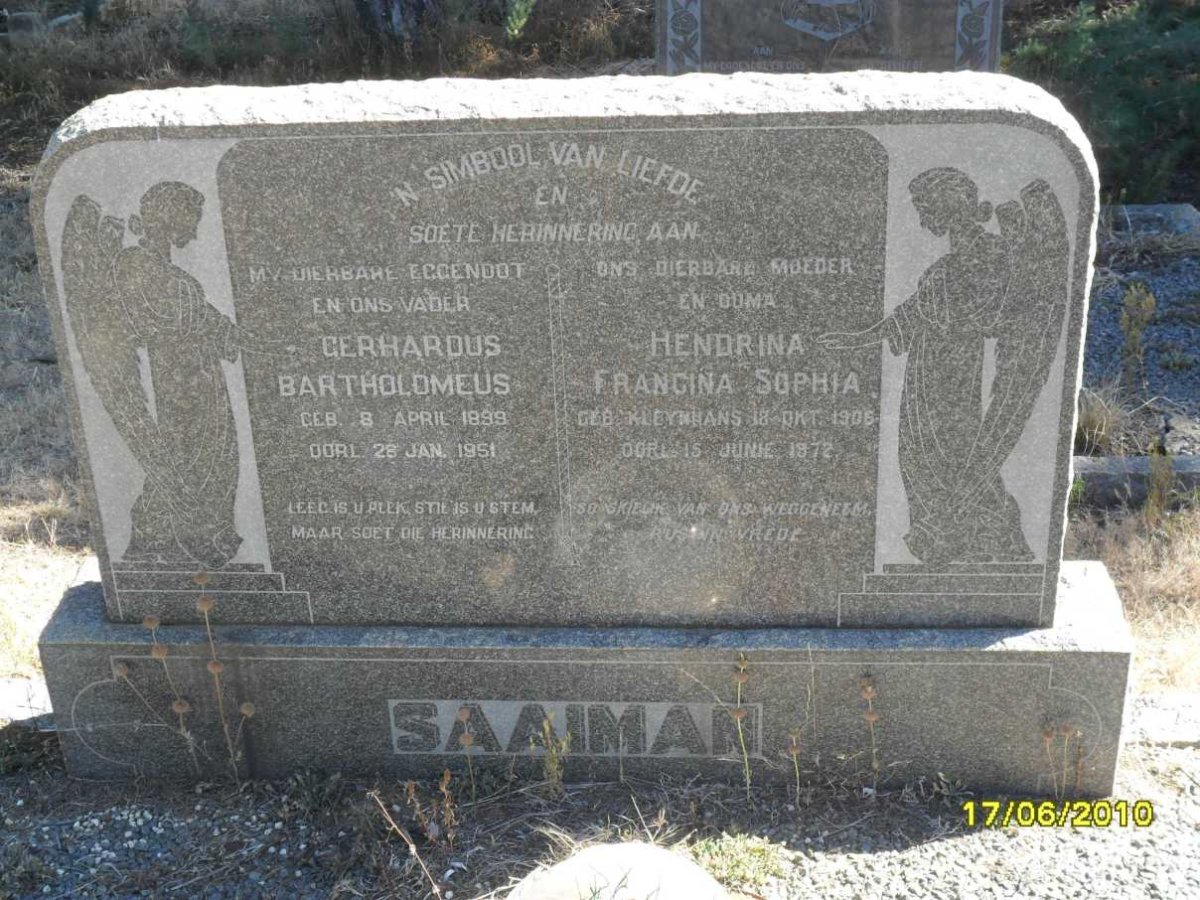 'N SIMBOOL VAN LIEFDE
EN
SOETE HERINNERING AAN
MY DIERBARE EGGENOOT
EN ONS VADER
GERHARDUS
BARTHOLOMEUS
GEB. 8 APRIL 1899
OORL. 28 JAN. 1951
LEEG IS U PLEK, STIL IS U STEM,
MAAR SOET DIE HERINNERING
ONS DIERBARE MOEDER
EN OUMA
HENDRINA
FRANCINA SOPHIA
GEB. KLEYNHANS 18 OKT. 1906
OORL. 15 JUNIE 1972
SO SKIELIK VAN ONS WEGGENEEM,
RUS IN VREDE
SAAIMAN
AAN
17/06/2010